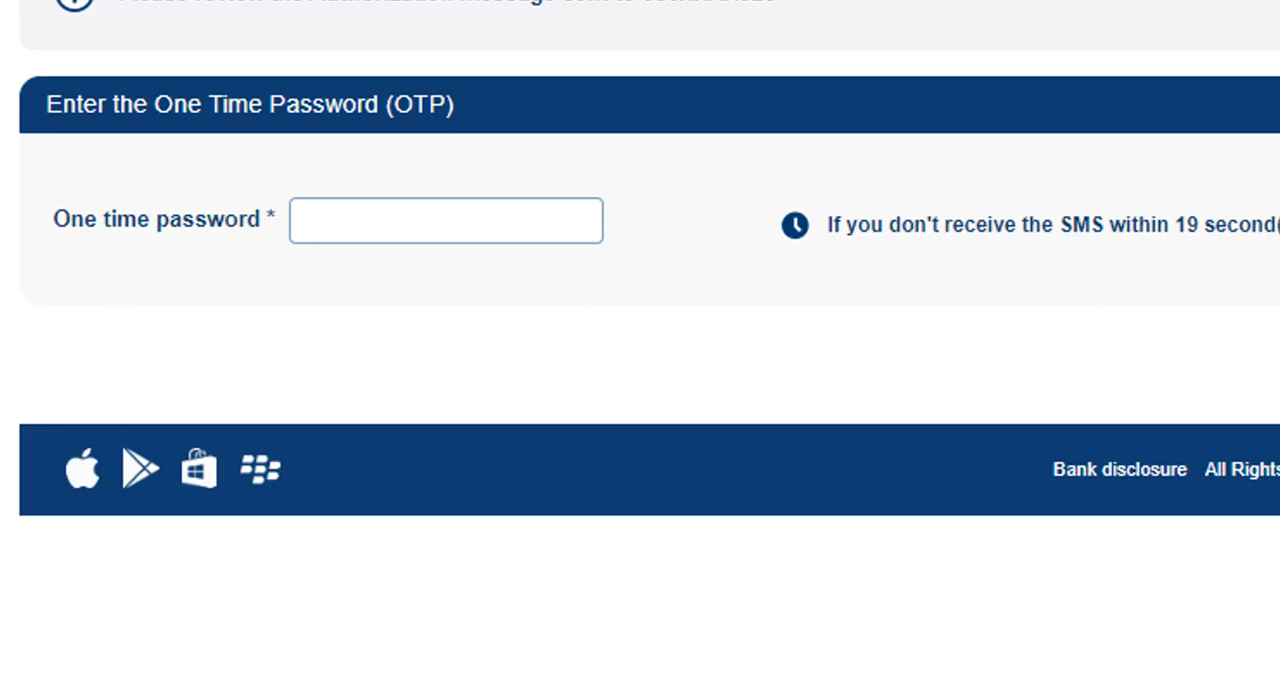 Enter the One Time Password (OTP)
One time password *
If you don't receive the SMS within 19 second(
Bank disclosure All Rights